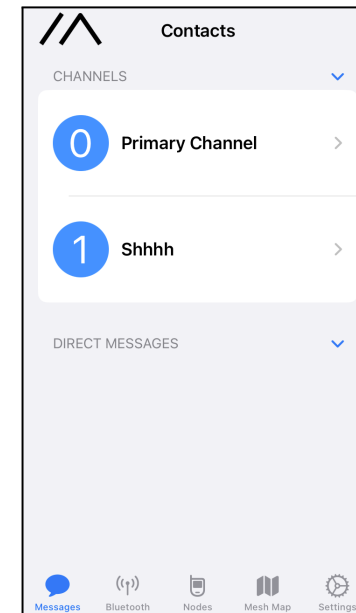 Contacts
CHANNELS
0 Primary Channel
1 Shhhh
DIRECT MESSAGES
Messages Bluetooth Nodes Mesh Map Settings